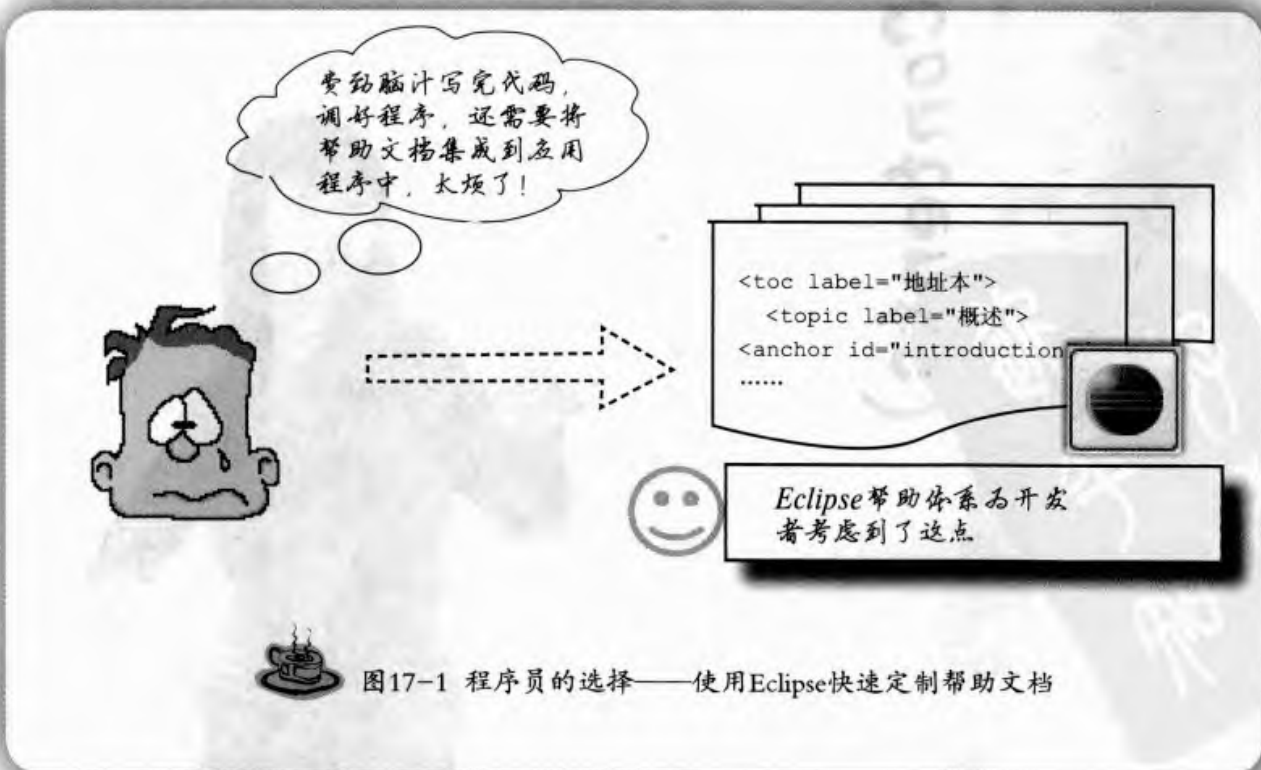 费劲脑汁写完代码,
调好程序, 还需要将
帮助文档集成到应用
程序中, 太烦了!
<toc label="地址本">
<topic label="概述">
<anchor id="introduction
......
Eclipse帮助体系为开发
者考虑到了这点
图17-1 程序员的选择——使用Eclipse快速定制帮助文档